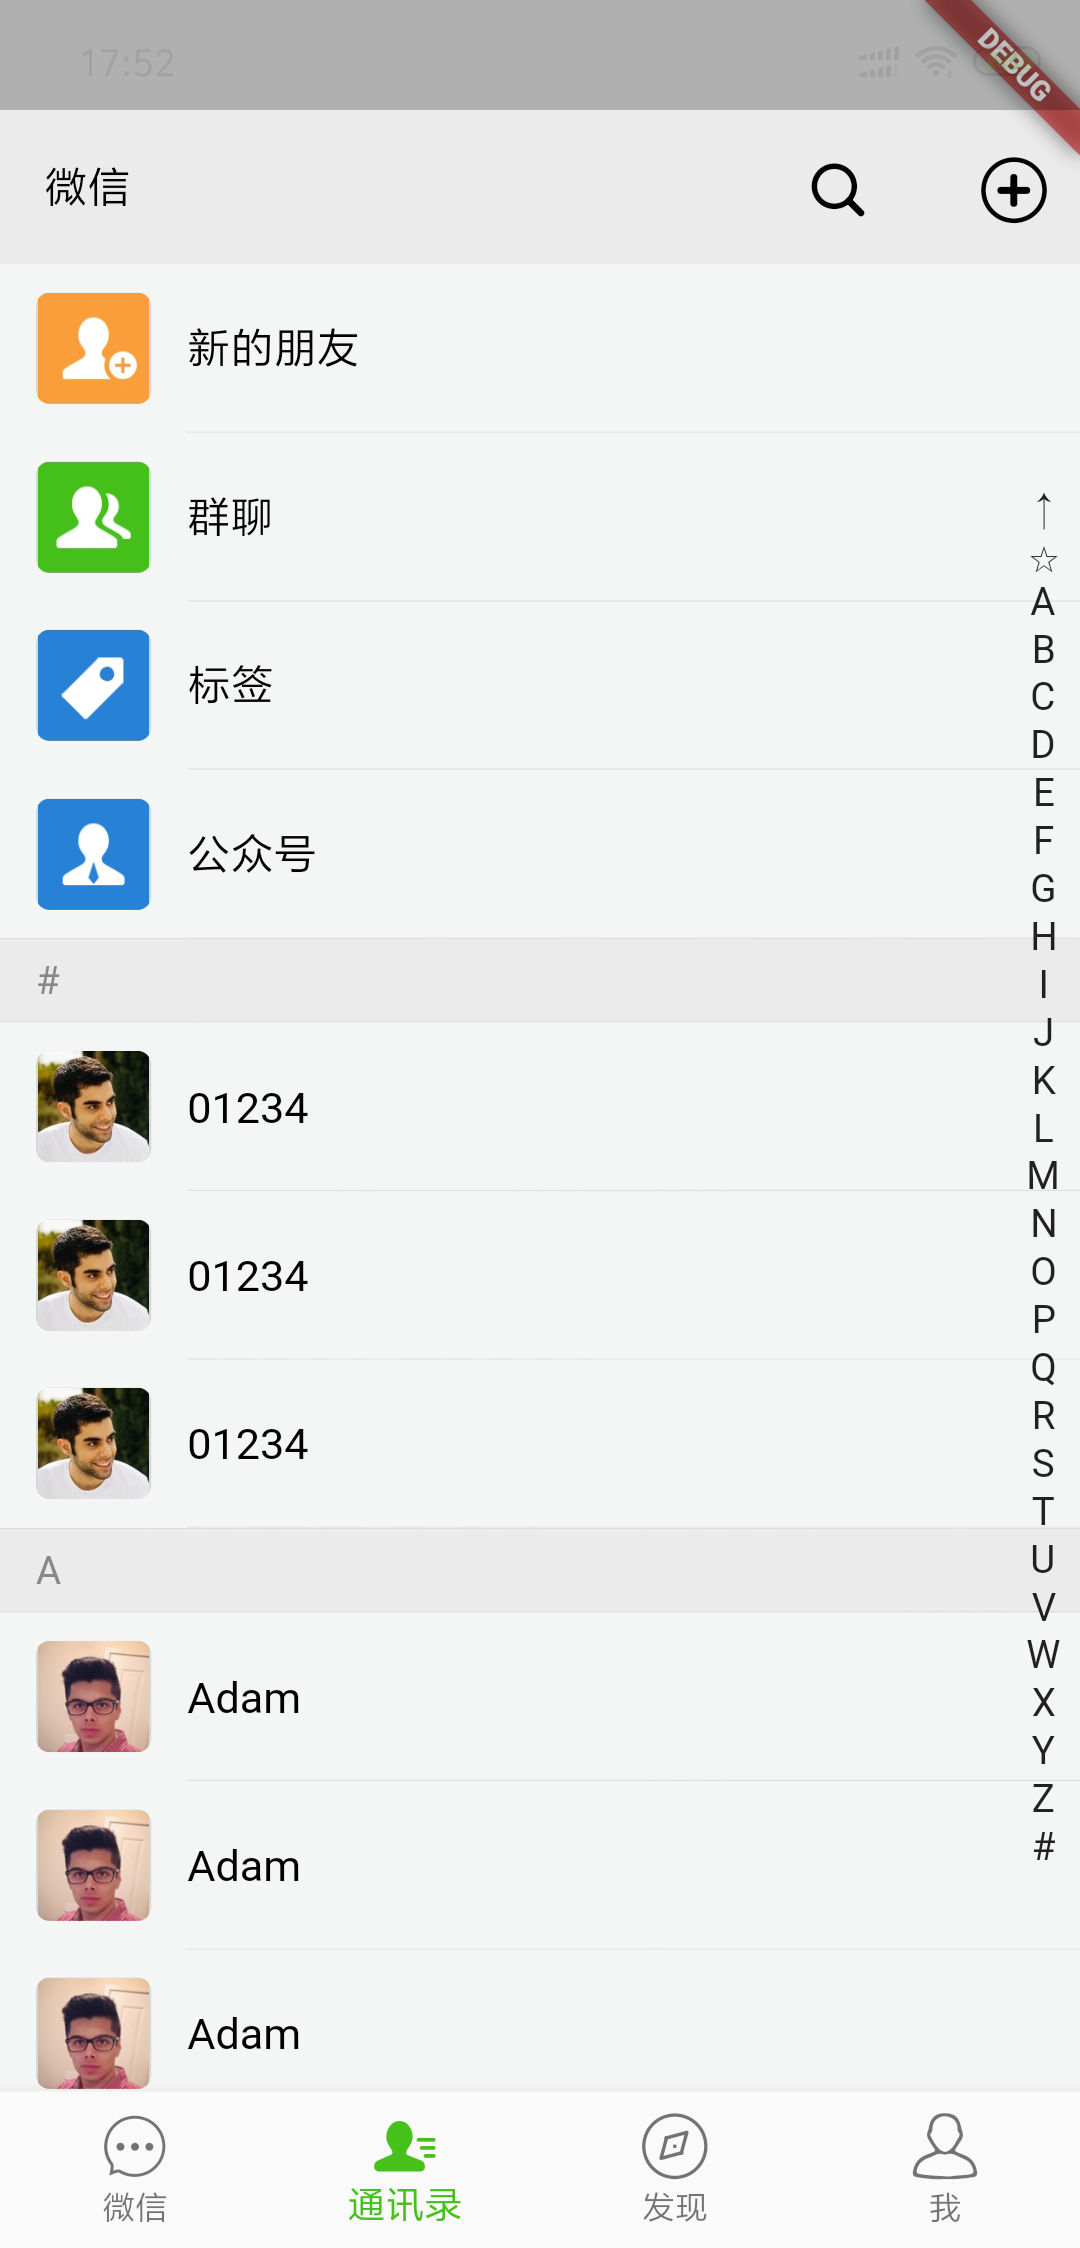 17:52
DEBUG
微信
新的朋友
群聊
标签
公众号
#
01234
01234
01234
A
Adam
Adam
Adam
↑
☆
A
B
C
D
E
F
G
H
I
J
K
L
M
N
O
P
Q
R
S
T
U
V
W
X
Y
Z
#
微信
通讯录
发现
我